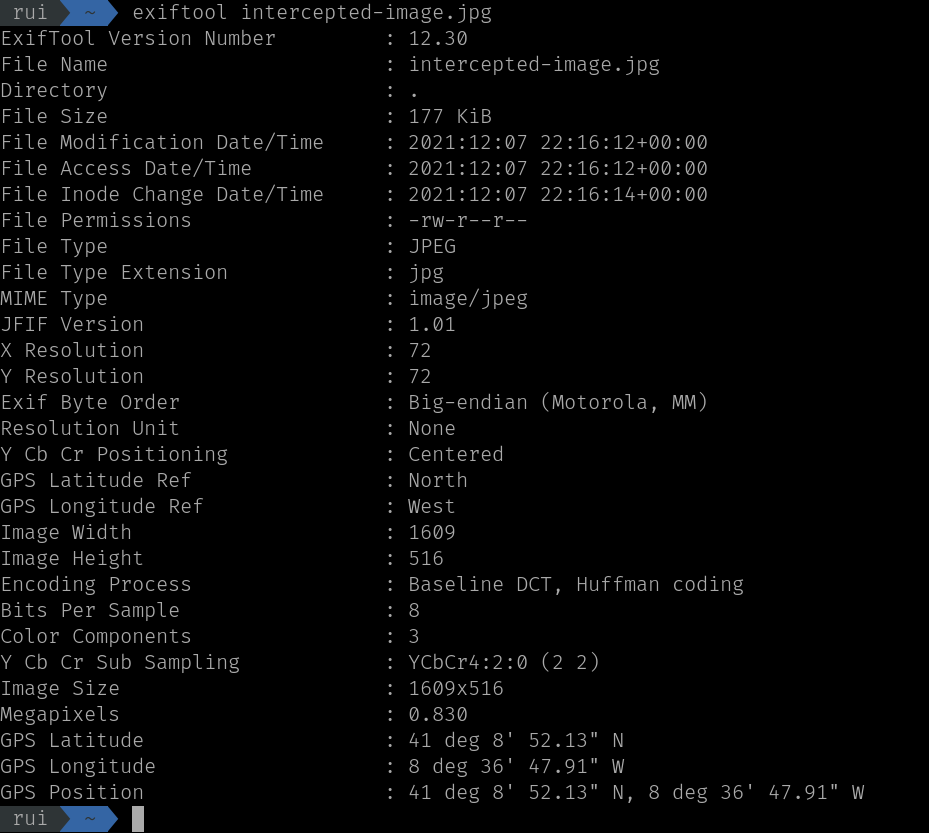 rui ~ exiftool intercepted-image.jpg
ExifTool Version Number : 12.30
File Name : intercepted-image.jpg
Directory : .
File Size : 177 KiB
File Modification Date/Time : 2021:12:07 22:16:12+00:00
File Access Date/Time : 2021:12:07 22:16:12+00:00
File Inode Change Date/Time : 2021:12:07 22:16:14+00:00
File Permissions : -rw-r--r--
File Type : JPEG
File Type Extension : jpg
MIME Type : image/jpeg
JFIF Version : 1.01
X Resolution : 72
Y Resolution : 72
Exif Byte Order : Big-endian (Motorola, MM)
Resolution Unit : None
Y Cb Cr Positioning : Centered
GPS Latitude Ref : North
GPS Longitude Ref : West
Image Width : 1609
Image Height : 516
Encoding Process : Baseline DCT, Huffman coding
Bits Per Sample : 8
Color Components : 3
Y Cb Cr Sub Sampling : YCbCr4:2:0 (2 2)
Image Size : 1609x516
Megapixels : 0.830
GPS Latitude : 41 deg 8' 52.13" N
GPS Longitude : 8 deg 36' 47.91" W
GPS Position : 41 deg 8' 52.13" N, 8 deg 36' 47.91" W
rui ~